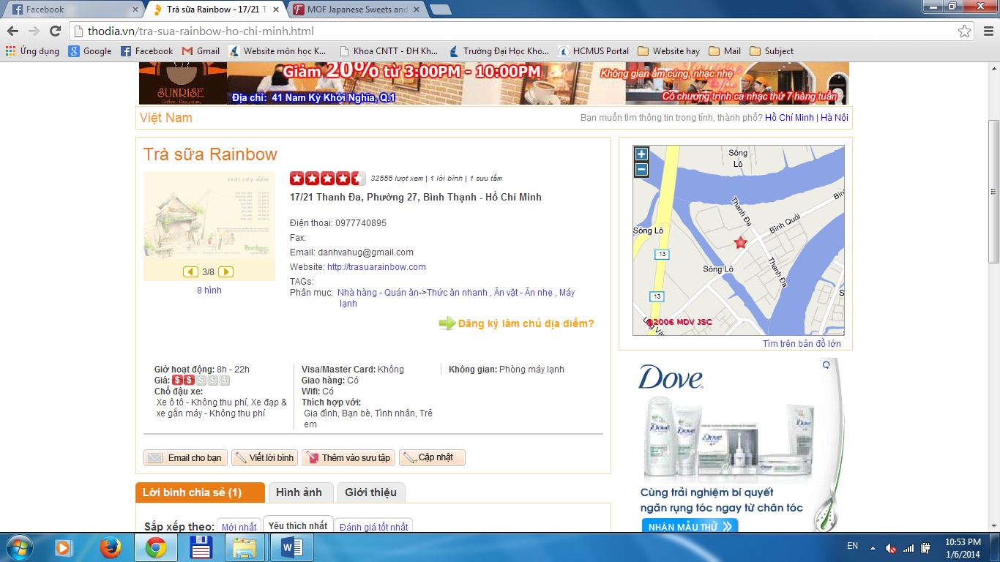 Facebook
Trà sữa Rainbow - 17/21 T
MOF Japanese Sweets and
thodia.vn/tra-sua-rainbow-ho-chi-minh.html
Ứng dụng
Google
Facebook
Gmail
Website môn học K...
Khoa CNTT - ĐH Kh...
Trường Đại Học Kho...
HCMUS Portal
Website hay
Mail
Subject
SUNRISE
Giảm 20% từ 3:00PM - 10:00PM
Địa chỉ: 41 Nam Kỳ Khởi Nghĩa, Q.1
Không gian ấm cúng, nhạc nhẹ
Có chương trình ca nhạc thứ 7 hàng tuần
Việt Nam
Bạn muốn tìm thông tin trong tỉnh, thành phố? Hồ Chí Minh | Hà Nội
Trà sữa Rainbow
trái cây dầm
Rainbow
3/8
8 hình
32555 lượt xem | 1 lời bình | 1 sưu tầm
17/21 Thanh Đa, Phường 27, Bình Thạnh - Hồ Chí Minh
Điện thoại: 0977740895
Fax:
Email: danhvahug@gmail.com
Website: http://trasuarainbow.com
TAGs:
Phân mục: Nhà hàng - Quán ăn->Thức ăn nhanh , Ăn vặt - Ăn nhẹ , Máy
lạnh
Đăng ký làm chủ địa điểm?
Giờ hoạt động: 8h - 22h
Giá: $ $ $ $ $
Chổ đậu xe:
Xe ô tô - Không thu phí, Xe đạp &
xe gắn máy - Không thu phí
Visa/Master Card: Không
Giao hàng: Có
Wifi: Có
Thích hợp với:
Gia đình, Bạn bè, Tình nhân, Trẻ
em
Không gian: Phòng máy lạnh
Email cho bạn
Viết lời bình
Thêm vào sưu tập
Cập nhật
Lời bình chia sẻ (1)
Hình ảnh
Giới thiệu
Sắp xếp theo:
Mới nhất
Yêu thích nhất
Đánh giá tốt nhất
Sông
Lô
Thanh Đa
Bình Quới
Bìn
Sông Lô
13
Sông Lô
Thanh Đa
13
Ung Vă
©2006 MDV JSC
Tìm trên bản đồ lớn
Dove
Dove
Dove
Dove
Cùng trải nghiệm bí quyết
ngăn rụng tóc ngay từ chân tóc
NHẬN MẪU THỬ
EN
10:53 PM
1/6/2014